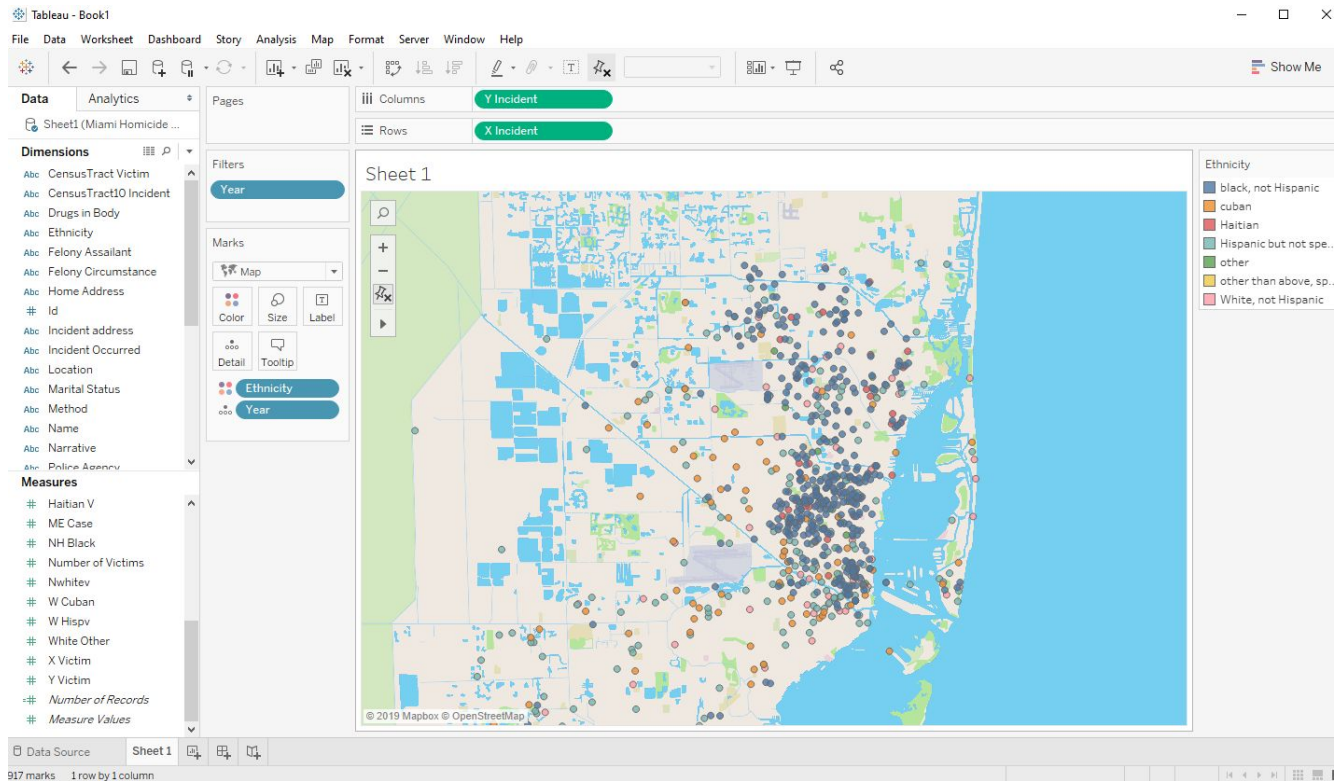 Tableau - Book1
File Data Worksheet Dashboard Story Analysis Map Format Server Window Help
Show Me
Data Analytics
Sheet1 (Miami Homicide ...
Dimensions
Abc CensusTract Victim
Abc CensusTract10 Incident
Abc Drugs in Body
Abc Ethnicity
Abc Felony Assailant
Abc Felony Circumstance
Abc Home Address
# Id
Abc Incident address
Abc Incident Occurred
Abc Location
Abc Marital Status
Abc Method
Abc Name
Abc Narrative
Abc Police Agency
Measures
# Haitian V
# ME Case
# NH Black
# Number of Victims
# Nwhitev
# W Cuban
# W Hispv
# White Other
# X Victim
# Y Victim
=# Number of Records
# Measure Values
Pages
Filters
Year
Marks
Map
Color Size Label
Detail Tooltip
Ethnicity
Year
Columns Y Incident
Rows X Incident
Sheet 1
© 2019 Mapbox © OpenStreetMap
Ethnicity
black, not Hispanic
cuban
Haitian
Hispanic but not spe..
other
other than above, sp..
White, not Hispanic
Data Source Sheet 1
917 marks 1 row by 1 column